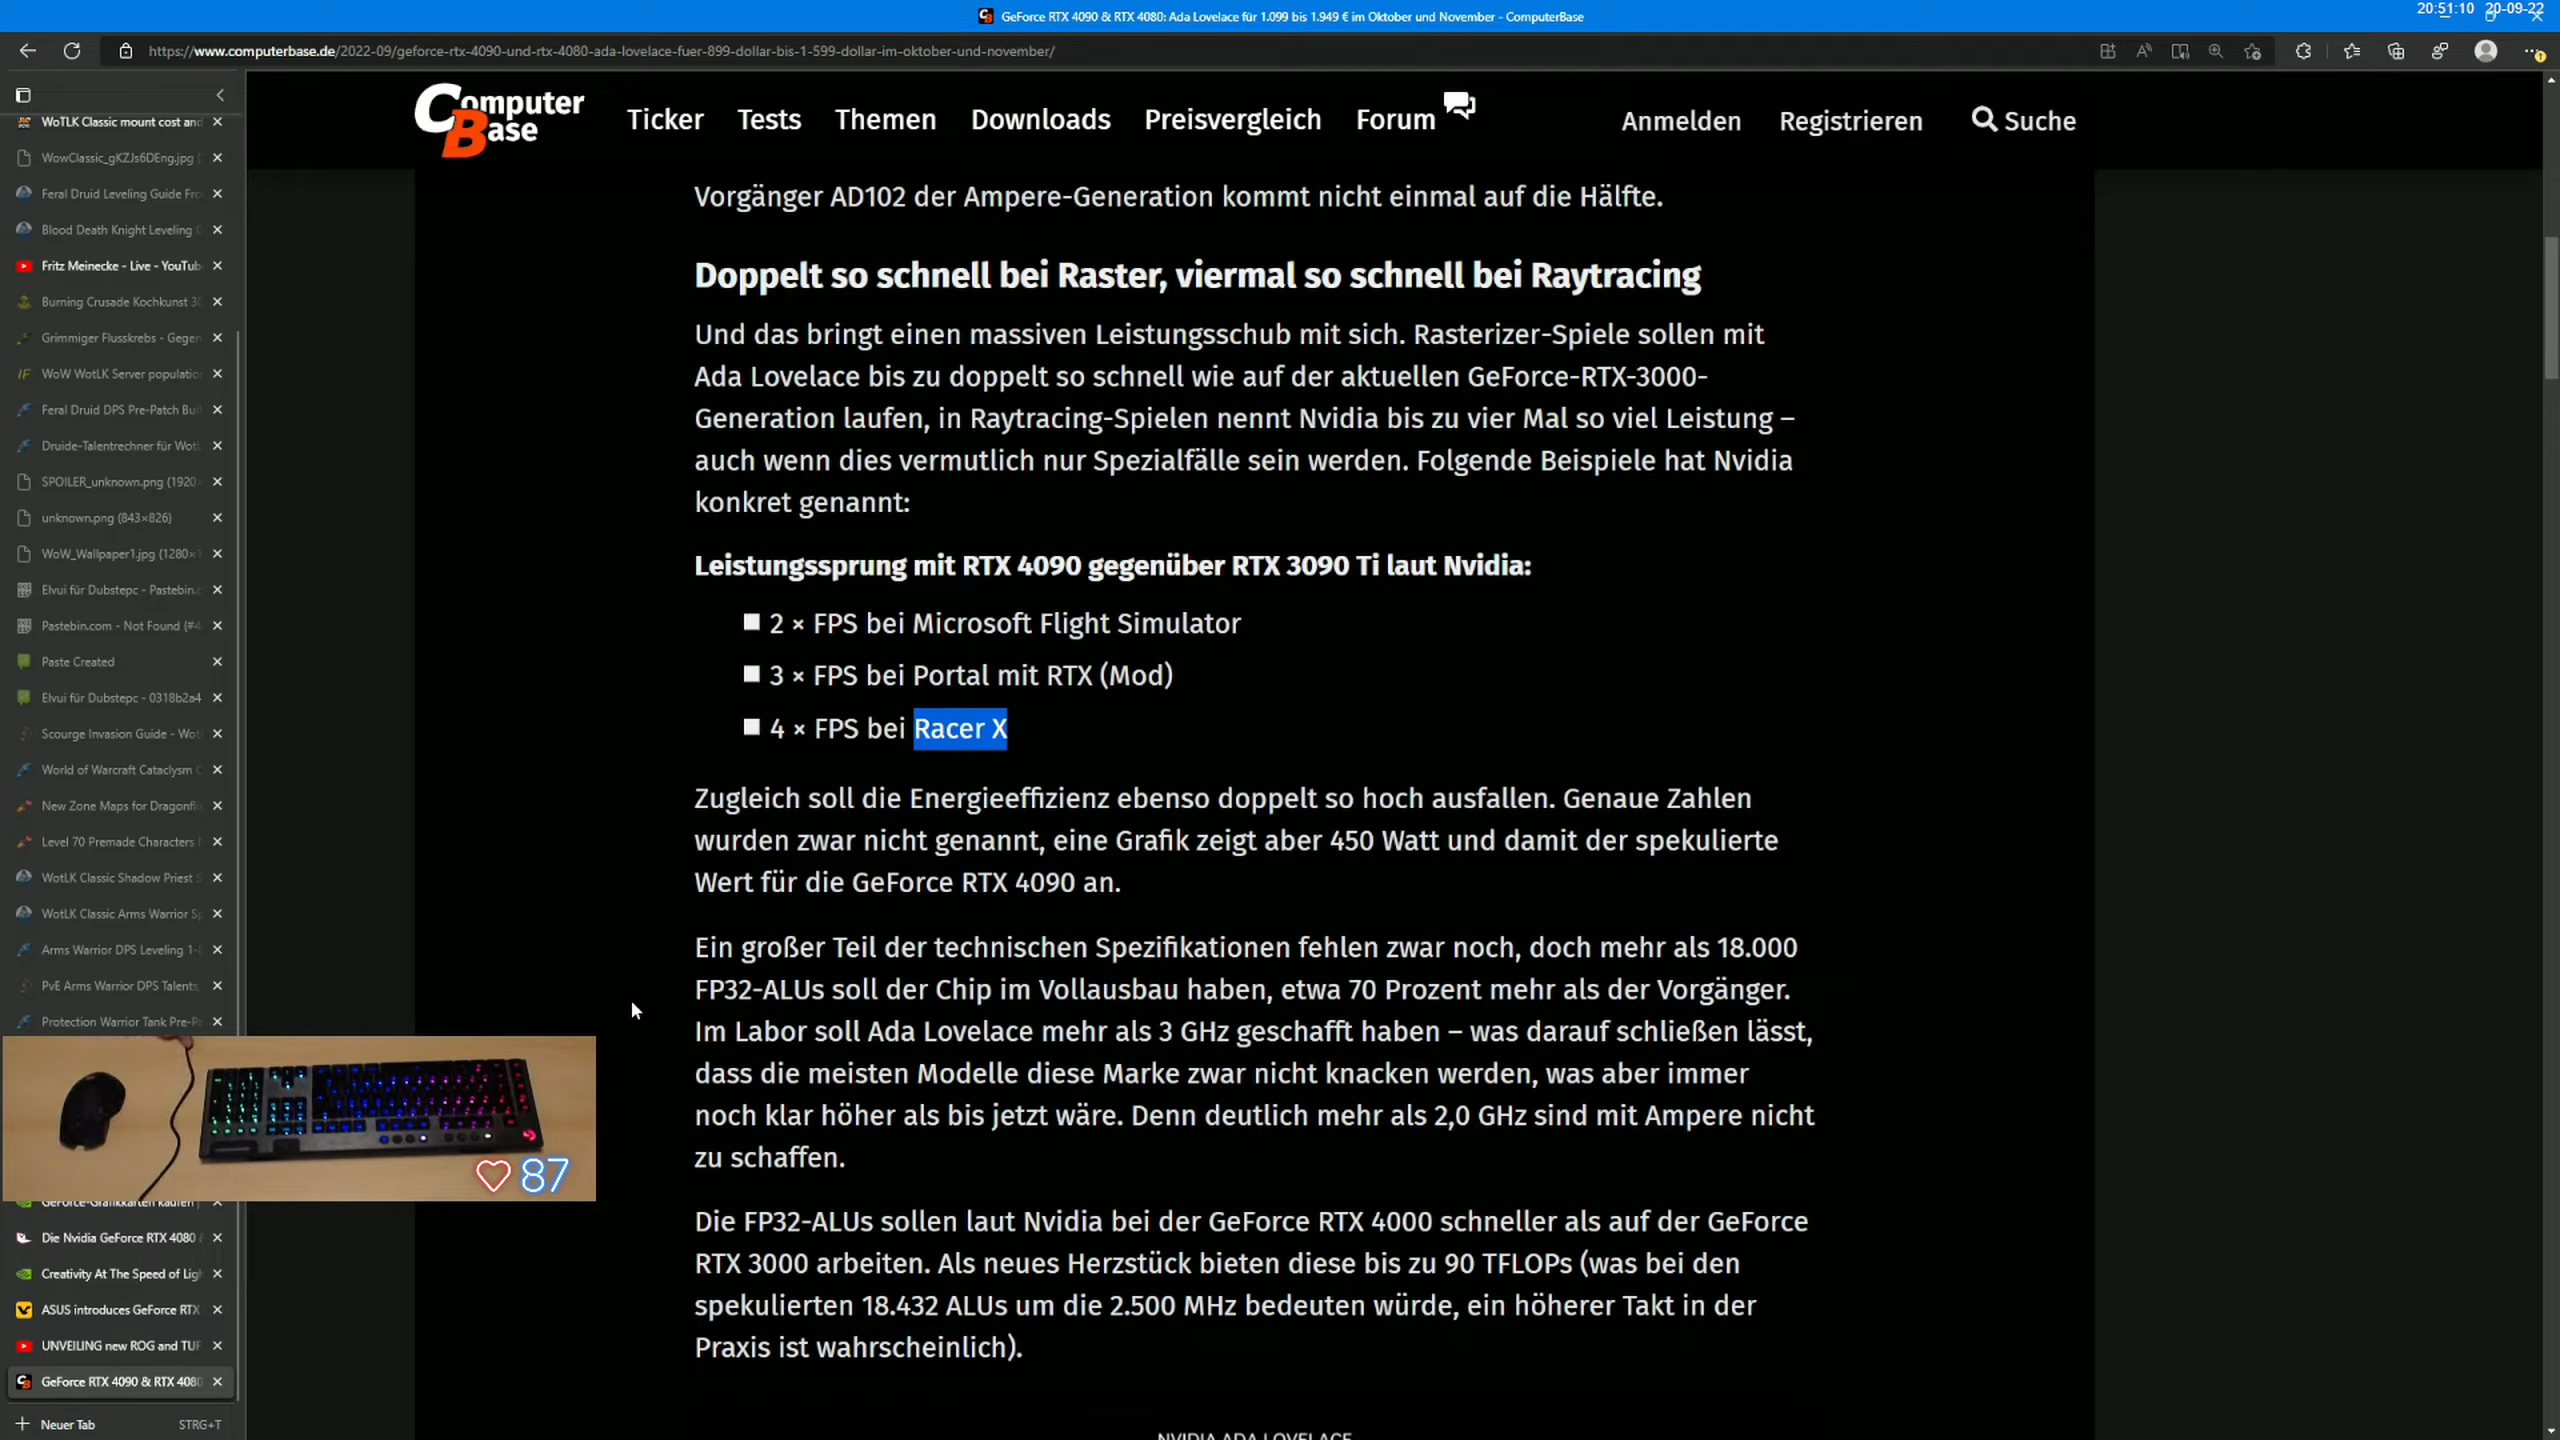 GeForce RTX 4090 & RTX 4080: Ada Lovelace für 1.099 bis 1.949 € im Oktober und November - ComputerBase
20:51:10 20-09-22
https://www.computerbase.de/2022-09/geforce-rtx-4090-und-rtx-4080-ada-lovelace-fuer-899-dollar-bis-1-599-dollar-im-oktober-und-november/
WoTLK Classic mount cost and
WowClassic_gKZJs6DEng.jpg
Feral Druid Leveling Guide Fro
Blood Death Knight Leveling G
Fritz Meinecke - Live - YouTub
Burning Crusade Kochkunst 30
Grimmiger Flusskrebs - Gegen
WoW WotLK Server populatio
Feral Druid DPS Pre-Patch Buil
Druide-Talentrechner für WotL
SPOILER_unknown.png (1920×
unknown.png (843×826)
WoW_Wallpaper1.jpg (1280×1
Elvui für Dubstepc - Pastebin.c
Pastebin.com - Not Found (#4
Paste Created
Elvui für Dubstepc - 0318b2a4
Scourge Invasion Guide - Wot
World of Warcraft Cataclysm C
New Zone Maps for Dragonfli
Level 70 Premade Characters
WotLK Classic Shadow Priest S
WotLK Classic Arms Warrior Sp
Arms Warrior DPS Leveling 1-
PvE Arms Warrior DPS Talents,
Protection Warrior Tank Pre-Pa
87
GeForce-Grafikkarten kaufen |
Die Nvidia GeForce RTX 4080
Creativity At The Speed of Lig
ASUS introduces GeForce RTX
UNVEILING new ROG and TUF
GeForce RTX 4090 & RTX 4080
Neuer Tab STRG+T
Computer Base
Ticker Tests Themen Downloads Preisvergleich Forum Anmelden Registrieren Suche
Vorgänger AD102 der Ampere-Generation kommt nicht einmal auf die Hälfte.
Doppelt so schnell bei Raster, viermal so schnell bei Raytracing
Und das bringt einen massiven Leistungsschub mit sich. Rasterizer-Spiele sollen mit
Ada Lovelace bis zu doppelt so schnell wie auf der aktuellen GeForce-RTX-3000-
Generation laufen, in Raytracing-Spielen nennt Nvidia bis zu vier Mal so viel Leistung –
auch wenn dies vermutlich nur Spezialfälle sein werden. Folgende Beispiele hat Nvidia
konkret genannt:
Leistungssprung mit RTX 4090 gegenüber RTX 3090 Ti laut Nvidia:
2 × FPS bei Microsoft Flight Simulator
3 × FPS bei Portal mit RTX (Mod)
4 × FPS bei Racer X
Zugleich soll die Energieeffizienz ebenso doppelt so hoch ausfallen. Genaue Zahlen
wurden zwar nicht genannt, eine Grafik zeigt aber 450 Watt und damit der spekulierte
Wert für die GeForce RTX 4090 an.
Ein großer Teil der technischen Spezifikationen fehlen zwar noch, doch mehr als 18.000
FP32-ALUs soll der Chip im Vollausbau haben, etwa 70 Prozent mehr als der Vorgänger.
Im Labor soll Ada Lovelace mehr als 3 GHz geschafft haben – was darauf schließen lässt,
dass die meisten Modelle diese Marke zwar nicht knacken werden, was aber immer
noch klar höher als bis jetzt wäre. Denn deutlich mehr als 2,0 GHz sind mit Ampere nicht
zu schaffen.
Die FP32-ALUs sollen laut Nvidia bei der GeForce RTX 4000 schneller als auf der GeForce
RTX 3000 arbeiten. Als neues Herzstück bieten diese bis zu 90 TFLOPs (was bei den
spekulierten 18.432 ALUs um die 2.500 MHz bedeuten würde, ein höherer Takt in der
Praxis ist wahrscheinlich).
NVIDIA ADA LOVELACE